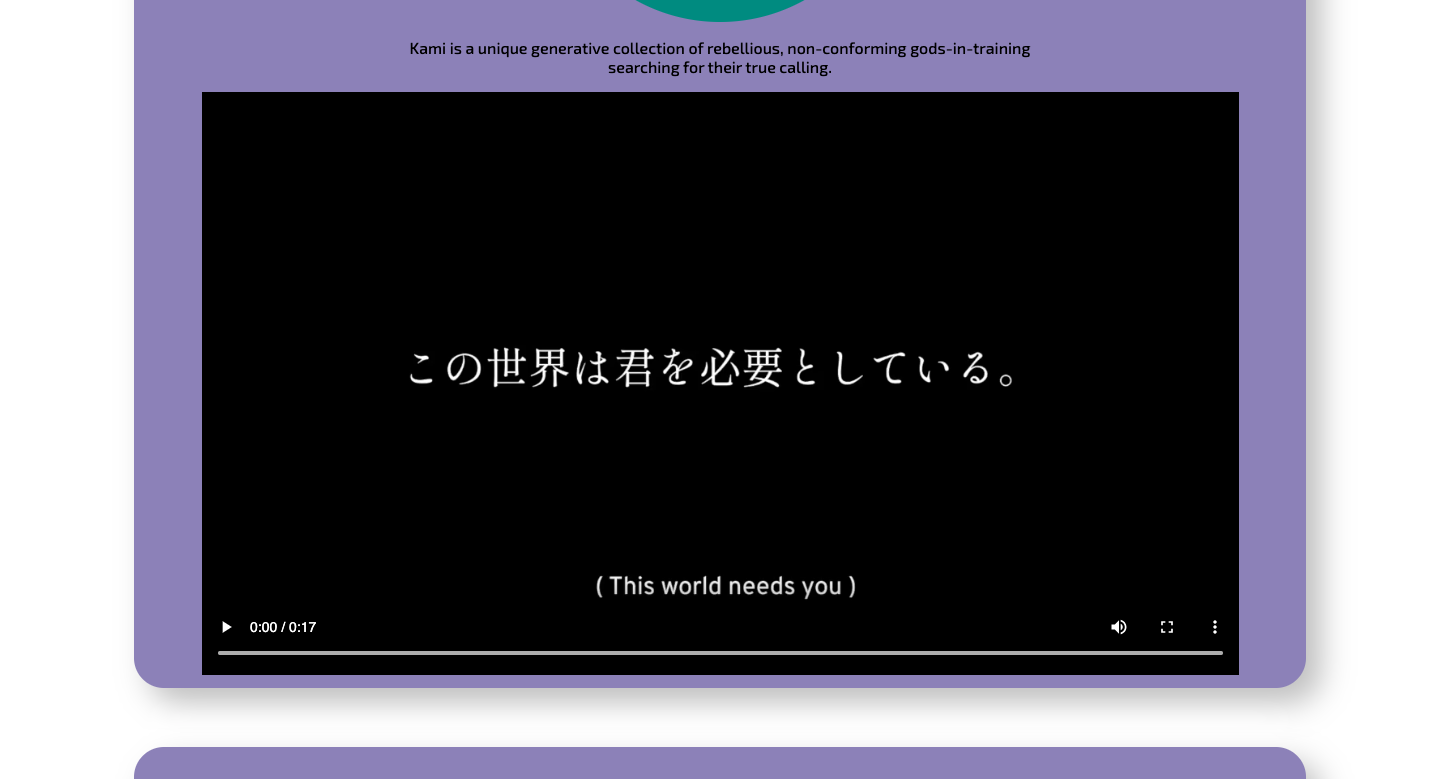 Kami is a unique generative collection of rebellious, non-conforming gods-in-training
searching for their true calling.
この世界は君を必要としている。
( This world needs you )
0:00 / 0:17